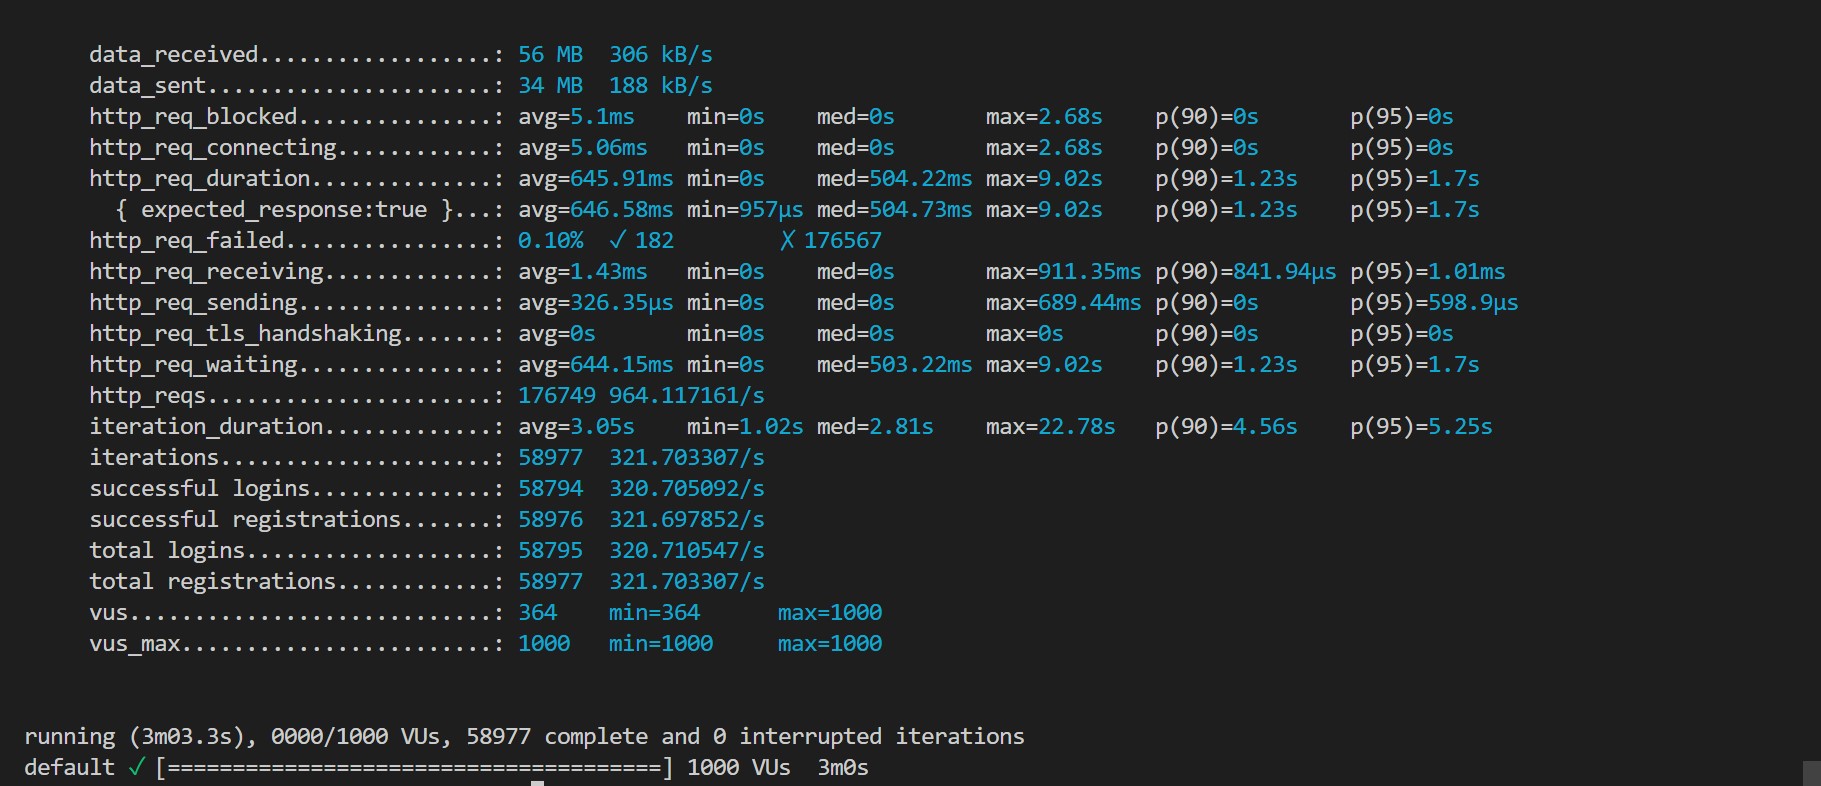 data_received..................: 56 MB 306 kB/s
data_sent......................: 34 MB 188 kB/s
http_req_blocked...............: avg=5.1ms min=0s med=0s max=2.68s p(90)=0s p(95)=0s
http_req_connecting............: avg=5.06ms min=0s med=0s max=2.68s p(90)=0s p(95)=0s
http_req_duration..............: avg=645.91ms min=0s med=504.22ms max=9.02s p(90)=1.23s p(95)=1.7s
{ expected_response:true }...: avg=646.58ms min=957µs med=504.73ms max=9.02s p(90)=1.23s p(95)=1.7s
http_req_failed................: 0.10% ✓ 182 ✗ 176567
http_req_receiving.............: avg=1.43ms min=0s med=0s max=911.35ms p(90)=841.94µs p(95)=1.01ms
http_req_sending...............: avg=326.35µs min=0s med=0s max=689.44ms p(90)=0s p(95)=598.9µs
http_req_tls_handshaking.......: avg=0s min=0s med=0s max=0s p(90)=0s p(95)=0s
http_req_waiting...............: avg=644.15ms min=0s med=503.22ms max=9.02s p(90)=1.23s p(95)=1.7s
http_reqs......................: 176749 964.117161/s
iteration_duration.............: avg=3.05s min=1.02s med=2.81s max=22.78s p(90)=4.56s p(95)=5.25s
iterations.....................: 58977 321.703307/s
successful logins..............: 58794 320.705092/s
successful registrations.......: 58976 321.697852/s
total logins...................: 58795 320.710547/s
total registrations............: 58977 321.703307/s
vus............................: 364 min=364 max=1000
vus_max........................: 1000 min=1000 max=1000
running (3m03.3s), 0000/1000 VUs, 58977 complete and 0 interrupted iterations
default ✓ [======================================] 1000 VUs 3m0s